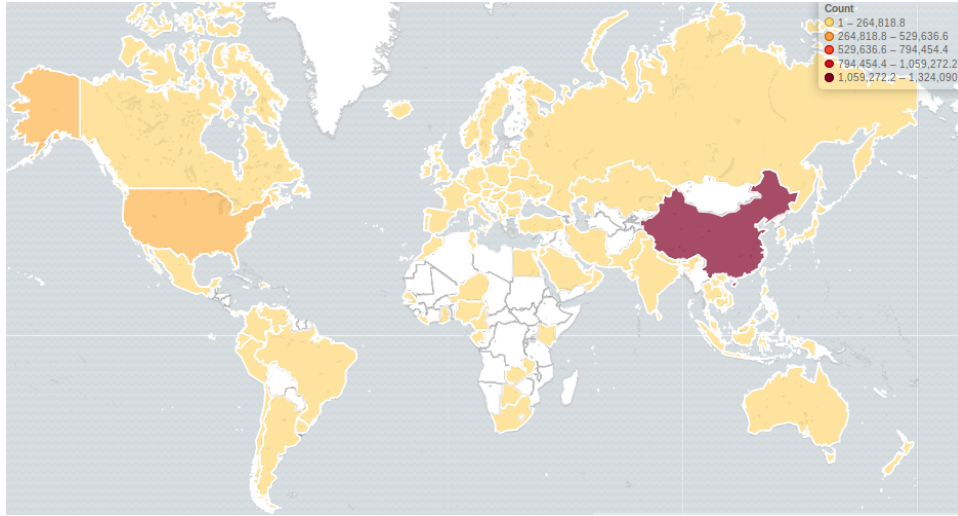 Count
1 – 264,818.8
264,818.8 – 529,636.6
529,636.6 – 794,454.4
794,454.4 – 1,059,272.2
1,059,272.2 – 1,324,090